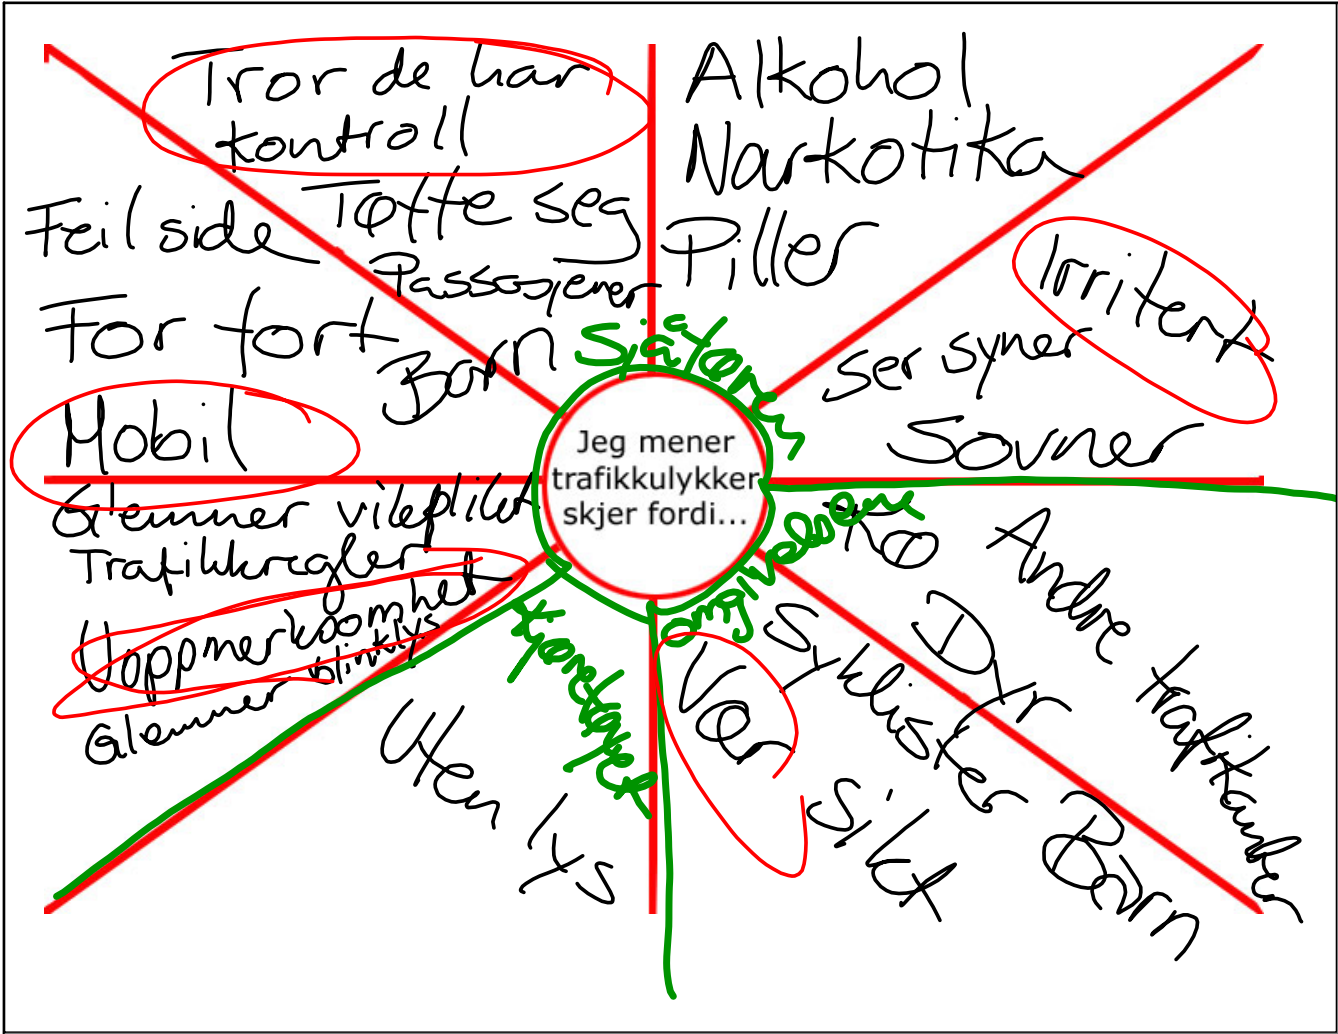 Tror de har
kontroll
Tøffe seg
Passasjerer
Barn
Alkohol
Narkotika
Piller
Irritert
ser syner
Sovner
Feil side
For fort
Mobil
Sjåføren
Jeg mener
trafikkulykker
skjer fordi...
Glemmer vikeplikt
Trafikkregler
Uoppmerksomhet
Glemmer blinklys
Kjøretøyet
Uten lys
omgivelsene
Kø
Andre trafikanter
Dyr
Syklister
Barn
Vær
Sikt